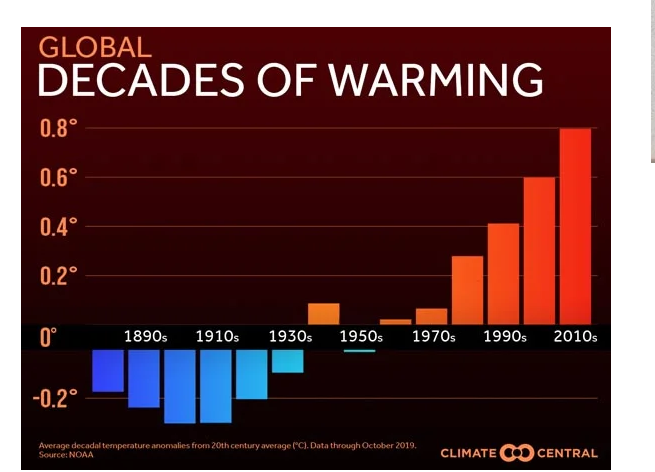 GLOBAL
DECADES OF WARMING
0.8°
0.6°
0.4°
0.2°
0°
1890s 1910s 1930s 1950s 1970s 1990s 2010s
-0.2°
Average decadal temperature anomalies from 20th century average (°C). Data through October 2019.
Source: NOAA
CLIMATE CENTRAL